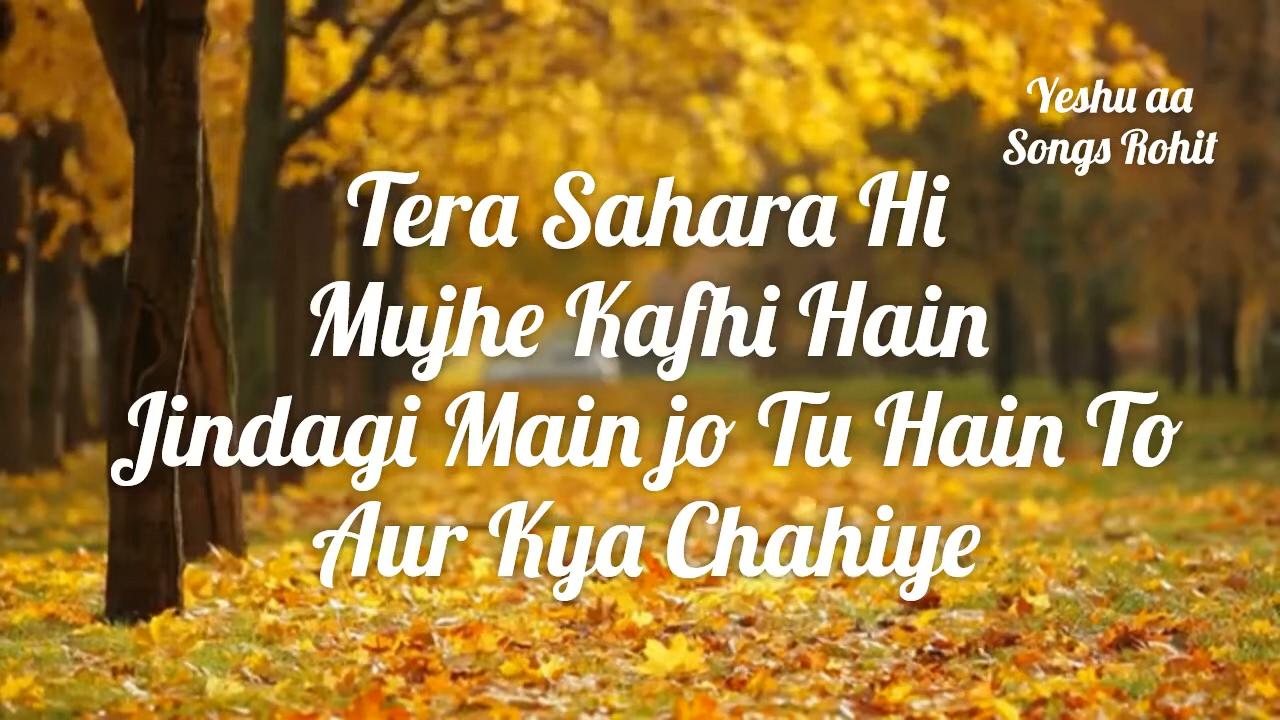 Yeshu aa
Songs Rohit
Tera Sahara Hi
Mujhe Kafhi Hain
Jindagi Main jo Tu Hain To
Aur Kya Chahiye